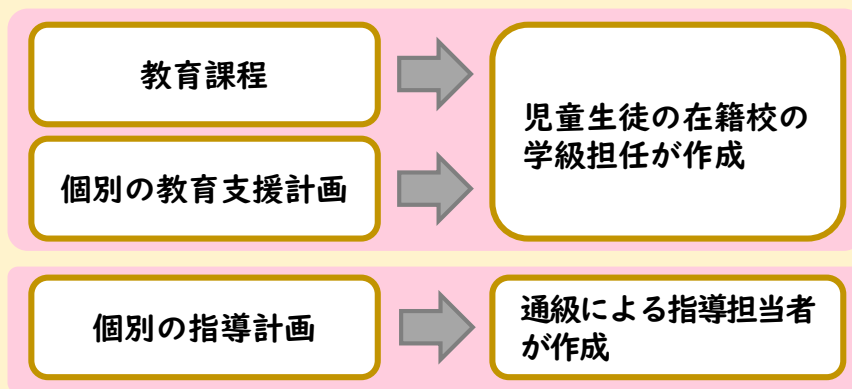 教育課程
個別の教育支援計画
児童生徒の在籍校の
学級担任が作成
個別の指導計画
通級による指導担当者
が作成